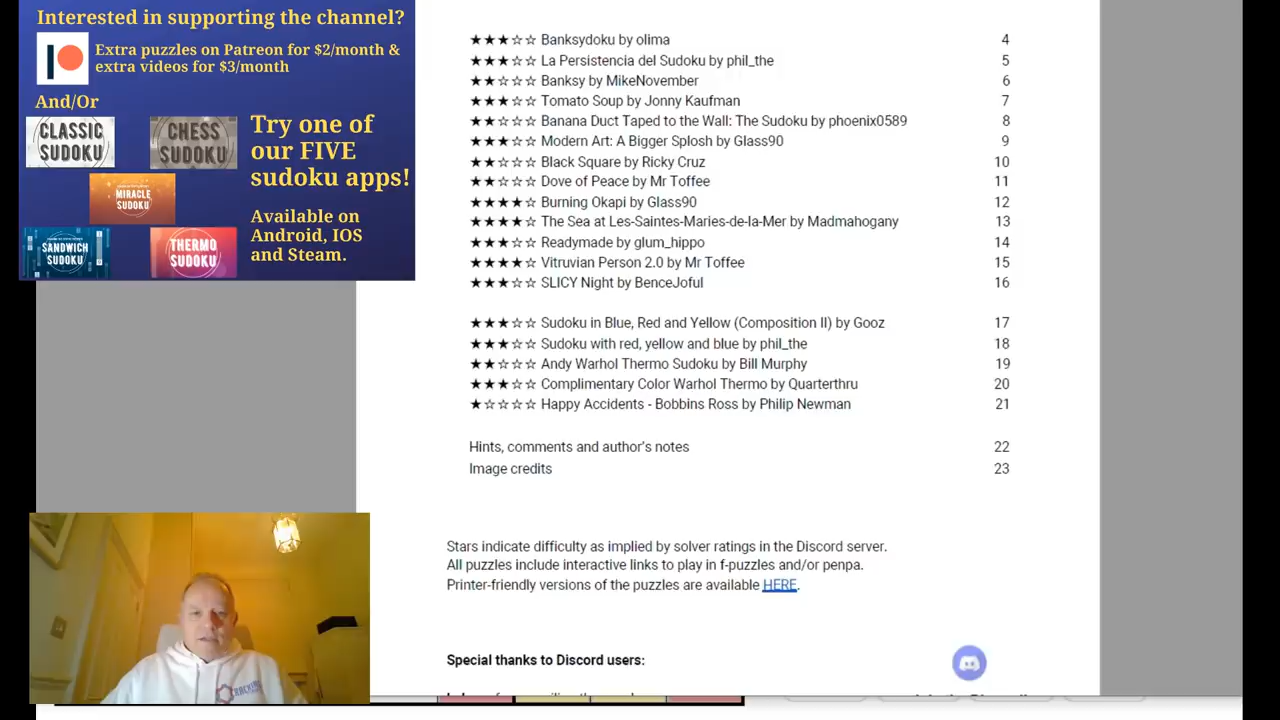 Interested in supporting the channel?
Extra puzzles on Patreon for $2/month &
extra videos for $3/month
And/Or
CLASSIC
SUDOKU
CHESS
SUDOKU
MIRACLE
SUDOKU
SANDWICH
SUDOKU
THERMO
SUDOKU
Try one of
our FIVE
sudoku apps!
Available on
Android, IOS
and Steam.
★★★☆☆ Banksydoku by olima 4
★★★☆☆ La Persistencia del Sudoku by phil_the 5
★★☆☆☆ Banksy by MikeNovember 6
★★★☆☆ Tomato Soup by Jonny Kaufman 7
★★☆☆☆ Banana Duct Taped to the Wall: The Sudoku by phoenix0589 8
★★★☆☆ Modern Art: A Bigger Splosh by Glass90 9
★★☆☆☆ Black Square by Ricky Cruz 10
★★☆☆☆ Dove of Peace by Mr Toffee 11
★★★★☆ Burning Okapi by Glass90 12
★★★★☆ The Sea at Les-Saintes-Maries-de-la-Mer by Madmahogany 13
★★★☆☆ Readymade by glum_hippo 14
★★★★☆ Vitruvian Person 2.0 by Mr Toffee 15
★★★☆☆ SLICY Night by BenceJoful 16
★★★☆☆ Sudoku in Blue, Red and Yellow (Composition II) by Gooz 17
★★★☆☆ Sudoku with red, yellow and blue by phil_the 18
★★☆☆☆ Andy Warhol Thermo Sudoku by Bill Murphy 19
★★★☆☆ Complimentary Color Warhol Thermo by Quarterthru 20
★☆☆☆☆ Happy Accidents - Bobbins Ross by Philip Newman 21
Hints, comments and author's notes 22
Image credits 23
Stars indicate difficulty as implied by solver ratings in the Discord server.
All puzzles include interactive links to play in f-puzzles and/or penpa.
Printer-friendly versions of the puzzles are available HERE.
Special thanks to Discord users: